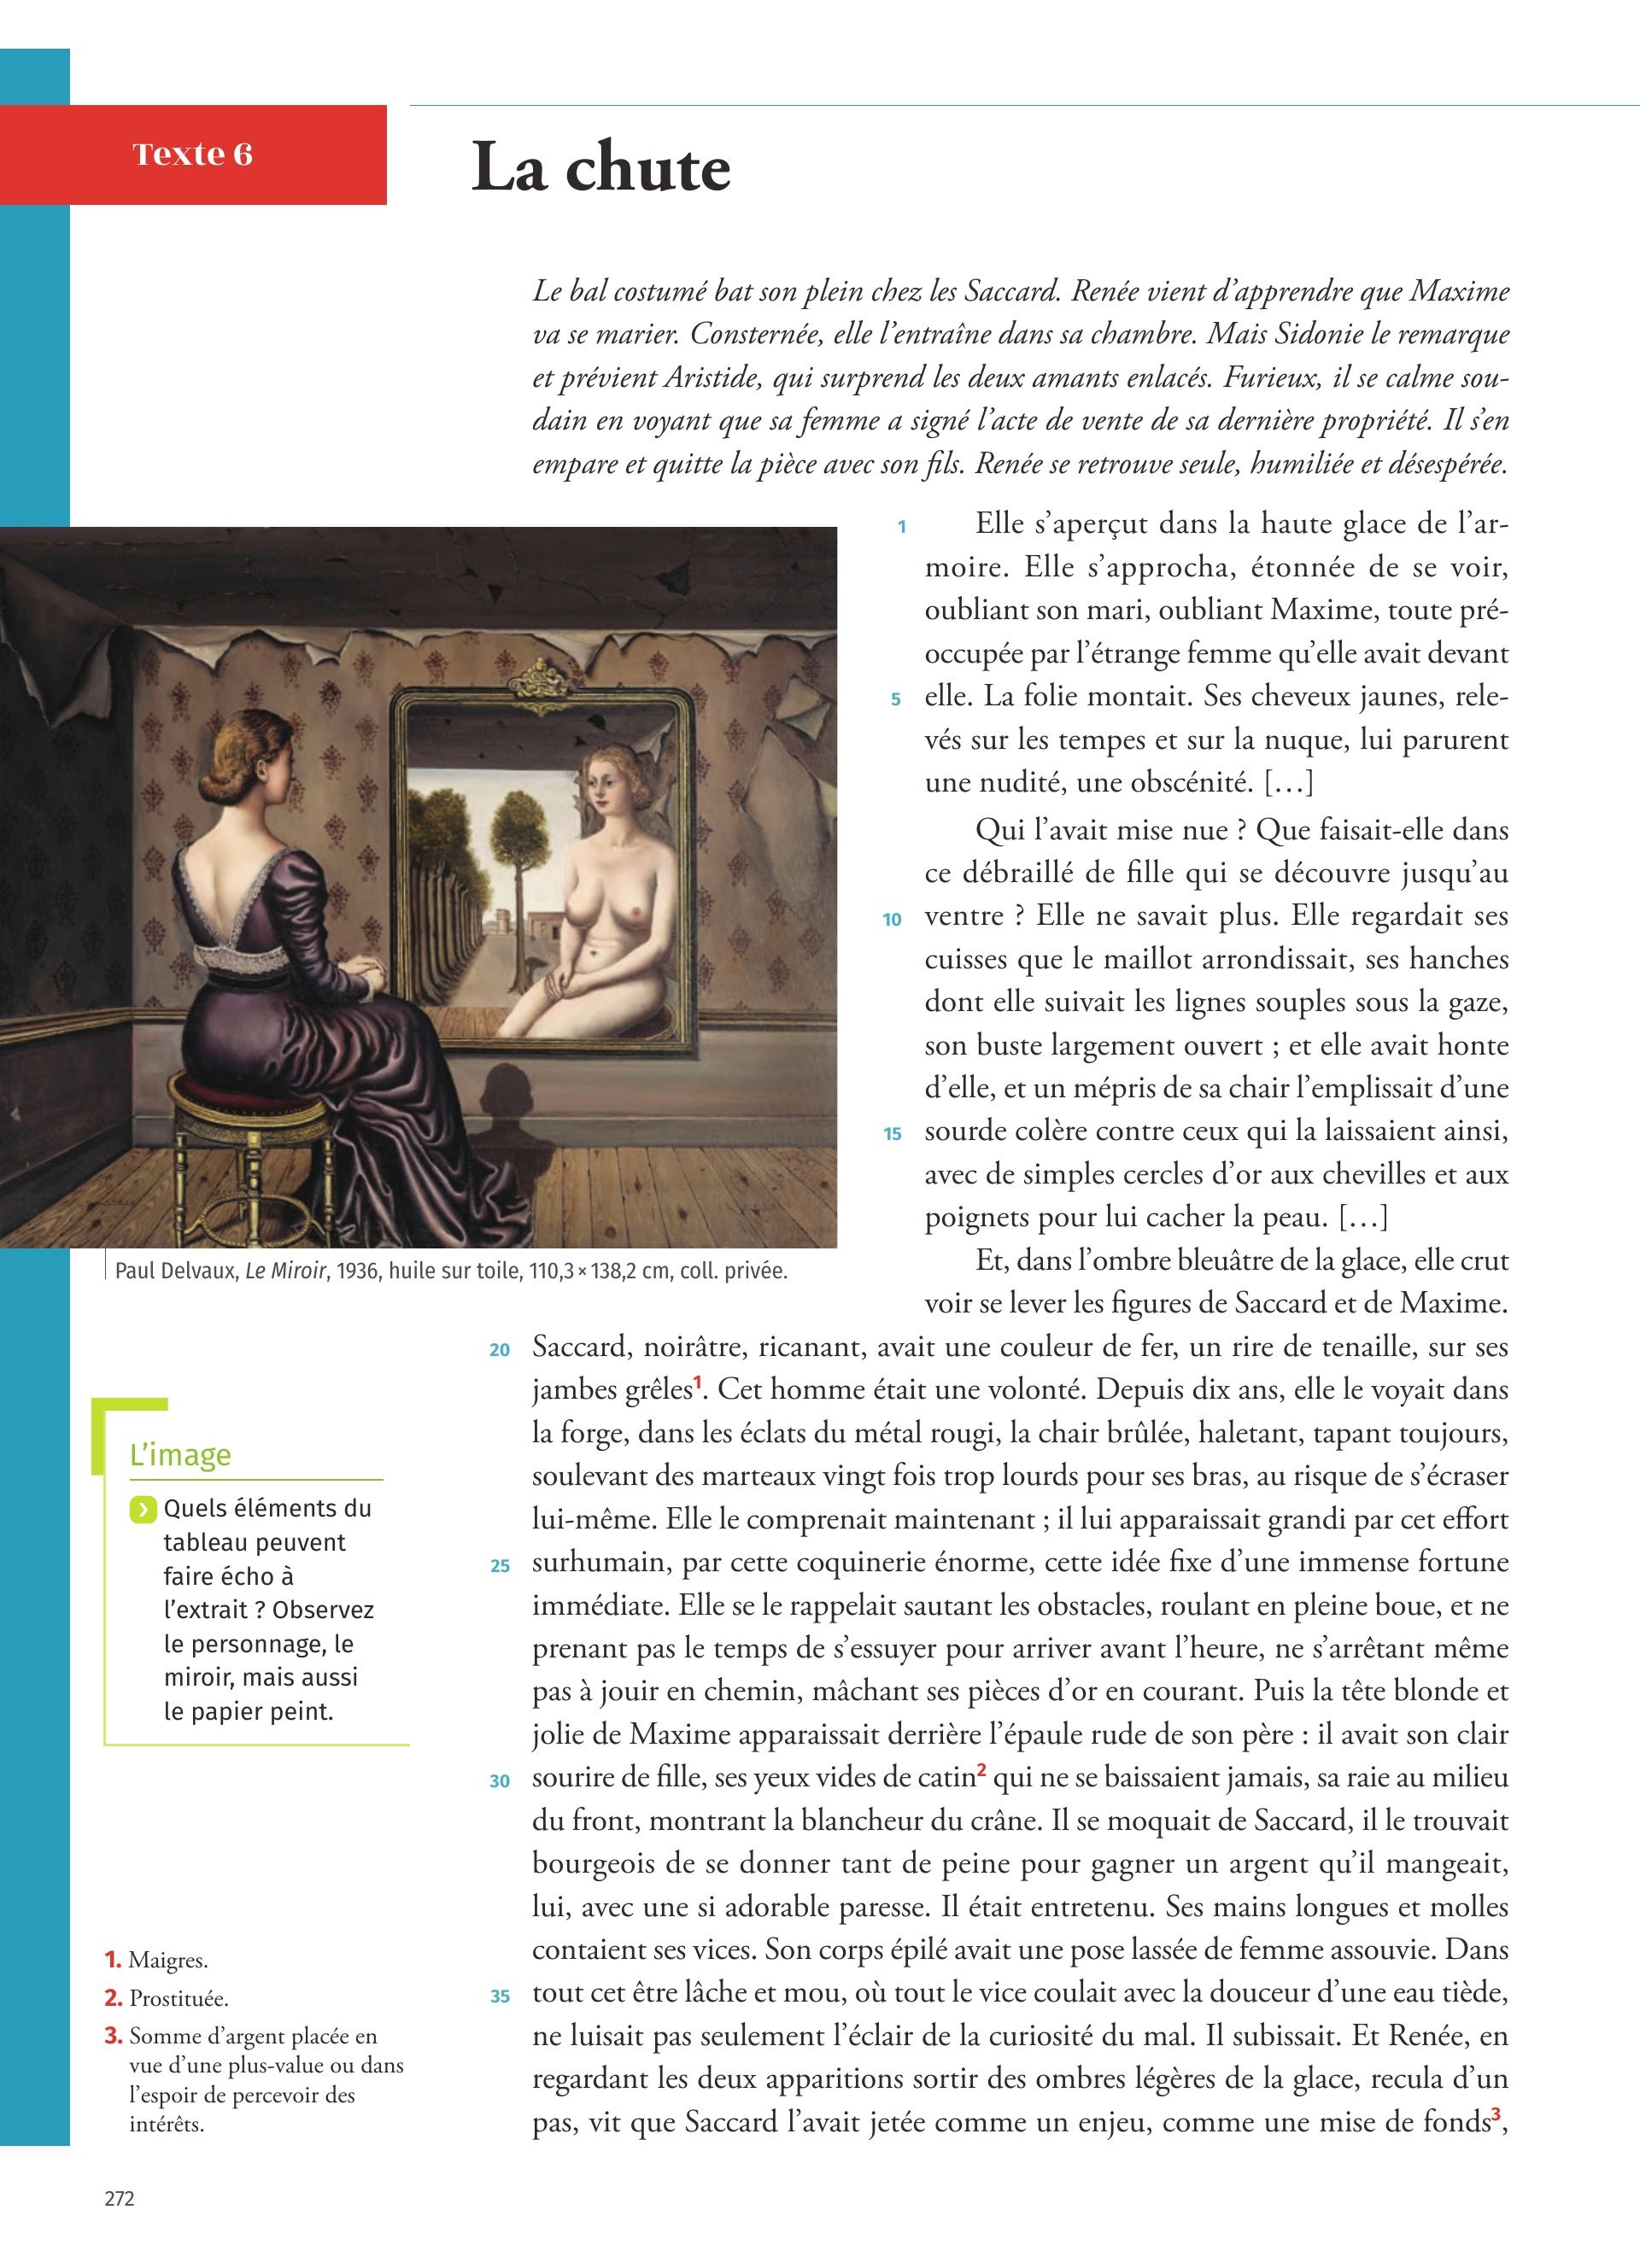 Texte 6
La chute
Le bal costumé bat son plein chez les Saccard. Renée vient d’apprendre que Maxime
va se marier. Consternée, elle l’entraîne dans sa chambre. Mais Sidonie le remarque
et prévient Aristide, qui surprend les deux amants enlacés. Furieux, il se calme sou-
dain en voyant que sa femme a signé l’acte de vente de sa dernière propriété. Il s’en
empare et quitte la pièce avec son fils. Renée se retrouve seule, humiliée et désespérée.
1 Elle s’aperçut dans la haute glace de l’ar-
moire. Elle s’approcha, étonnée de se voir,
oubliant son mari, oubliant Maxime, toute pré-
occupée par l’étrange femme qu’elle avait devant
5 elle. La folie montait. Ses cheveux jaunes, rele-
vés sur les tempes et sur la nuque, lui parurent
une nudité, une obscénité. […]
Qui l’avait mise nue ? Que faisait-elle dans
ce débraillé de fille qui se découvre jusqu’au
10 ventre ? Elle ne savait plus. Elle regardait ses
cuisses que le maillot arrondissait, ses hanches
dont elle suivait les lignes souples sous la gaze,
son buste largement ouvert ; et elle avait honte
d’elle, et un mépris de sa chair l’emplissait d’une
15 sourde colère contre ceux qui la laissaient ainsi,
avec de simples cercles d’or aux chevilles et aux
poignets pour lui cacher la peau. […]
Et, dans l’ombre bleuâtre de la glace, elle crut
voir se lever les figures de Saccard et de Maxime.
20 Saccard, noirâtre, ricanant, avait une couleur de fer, un rire de tenaille, sur ses
jambes grêles1. Cet homme était une volonté. Depuis dix ans, elle le voyait dans
la forge, dans les éclats du métal rougi, la chair brûlée, haletant, tapant toujours,
soulevant des marteaux vingt fois trop lourds pour ses bras, au risque de s’écraser
lui-même. Elle le comprenait maintenant ; il lui apparaissait grandi par cet effort
25 surhumain, par cette coquinerie énorme, cette idée fixe d’une immense fortune
immédiate. Elle se le rappelait sautant les obstacles, roulant en pleine boue, et ne
prenant pas le temps de s’essuyer pour arriver avant l’heure, ne s’arrêtant même
pas à jouir en chemin, mâchant ses pièces d’or en courant. Puis la tête blonde et
jolie de Maxime apparaissait derrière l’épaule rude de son père : il avait son clair
30 sourire de fille, ses yeux vides de catin2 qui ne se baissaient jamais, sa raie au milieu
du front, montrant la blancheur du crâne. Il se moquait de Saccard, il le trouvait
bourgeois de se donner tant de peine pour gagner un argent qu’il mangeait,
lui, avec une si adorable paresse. Il était entretenu. Ses mains longues et molles
contaient ses vices. Son corps épilé avait une pose lassée de femme assouvie. Dans
35 tout cet être lâche et mou, où tout le vice coulait avec la douceur d’une eau tiède,
ne luisait pas seulement l’éclair de la curiosité du mal. Il subissait. Et Renée, en
regardant les deux apparitions sortir des ombres légères de la glace, recula d’un
pas, vit que Saccard l’avait jetée comme un enjeu, comme une mise de fonds3,
Paul Delvaux, Le Miroir, 1936, huile sur toile, 110,3 × 138,2 cm, coll. privée.
L’image
Quels éléments du
tableau peuvent
faire écho à
l’extrait ? Observez
le personnage, le
miroir, mais aussi
le papier peint.
1. Maigres.
2. Prostituée.
3. Somme d’argent placée en
vue d’une plus-value ou dans
l’espoir de percevoir des
intérêts.
272